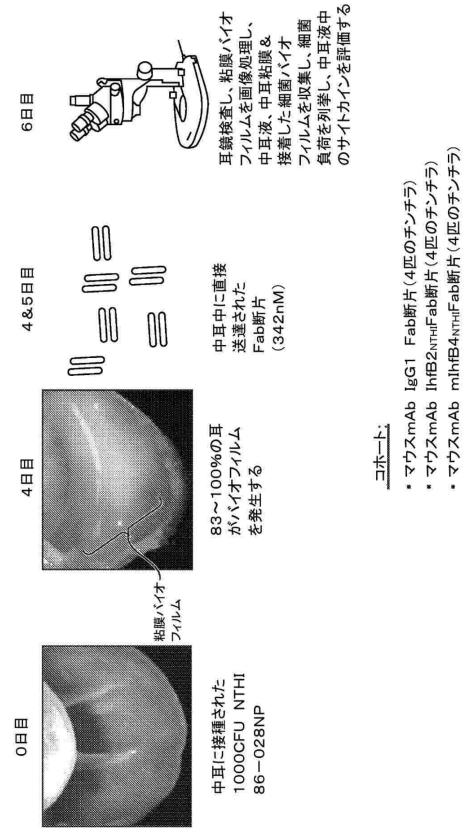 0日目
中耳に接種された
1000CFU NTHI
86-028NP
4日目
粘膜バイオ
フィルム
83~100%の耳
がバイオフィルム
を発生する
4&5日目
中耳中に直接
送達された
Fab断片
(342nM)
6日目
耳鏡検査し、粘膜バイオ
フィルムを画像処理し、
中耳液、中耳粘膜&
接着した細菌バイオ
フィルムを収集し、細菌
負荷を列挙し、中耳液中
のサイトカインを評価する
コホート:
・マウスmAb IgG1 Fab断片(4匹のチンチラ)
・マウスmAb IhfB2NTHIFab断片(4匹のチンチラ)
・マウスmAb mIhfB4NTHIFab断片(4匹のチンチラ)